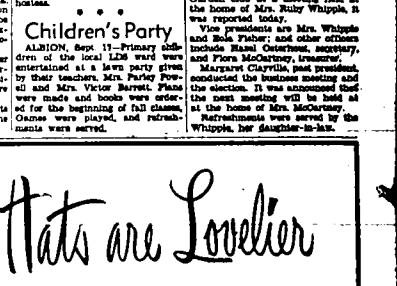 hostess.
Children's Party
ALBION, Sept. 17—Primary chil-
dren of the local LDS ward were
entertained at a lawn party given
by their teachers, Mrs. Parley Pow-
ell and Mrs. Victor Barrett. Plans
were made and books were order-
ed for the beginning of fall classes.
Games were played, and refresh-
ments were served.
the home of Mrs. Ruby Whipple, it
was reported today.
Vice presidents are Mrs. Whipple
and Fisher; and other officers
include Hazel Osterhout, secretary,
and Flora McCartney, treasurer.
Margaret Clayville, past president,
conducted the business meeting and
the election. It was announced that
the next meeting will be held at
at the home of Mrs. McCartney.
Refreshments were served by the
Whipple, her daughter-in-law.
Hats are Lovelier